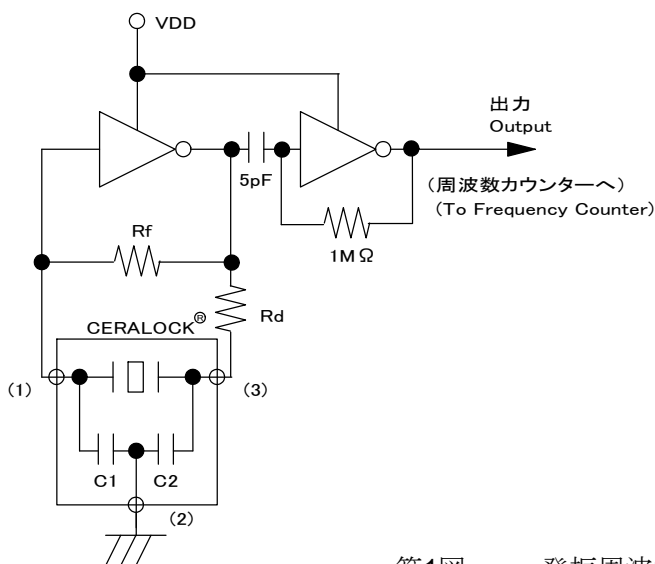 VDD
出力
Output
5pF
(周波数カウンターへ)
(To Frequency Counter)
Rf
1MΩ
Rd
CERALOCK®
(1)
(3)
C1
C2
(2)